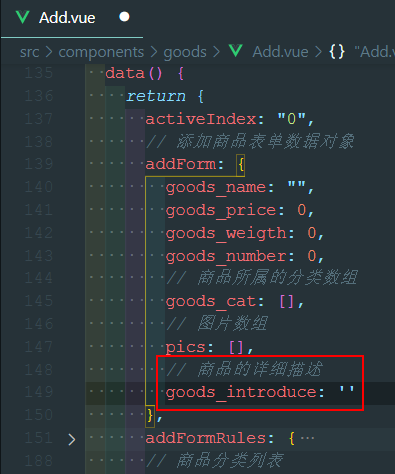 Add.vue
src > components > goods > Add.vue > {} "Add.v
135 data() {
136 return {
137 activeIndex: "0",
138 // 添加商品表单数据对象
139 addForm: {
140 goods_name: "",
141 goods_price: 0,
142 goods_weigth: 0,
143 goods_number: 0,
144 // 商品所属的分类数组
145 goods_cat: [],
146 // 图片数组
147 pics: [],
148 // 商品的详细描述
149 goods_introduce: ''
150 },
151 > addFormRules: { ...
188 // 商品分类列表